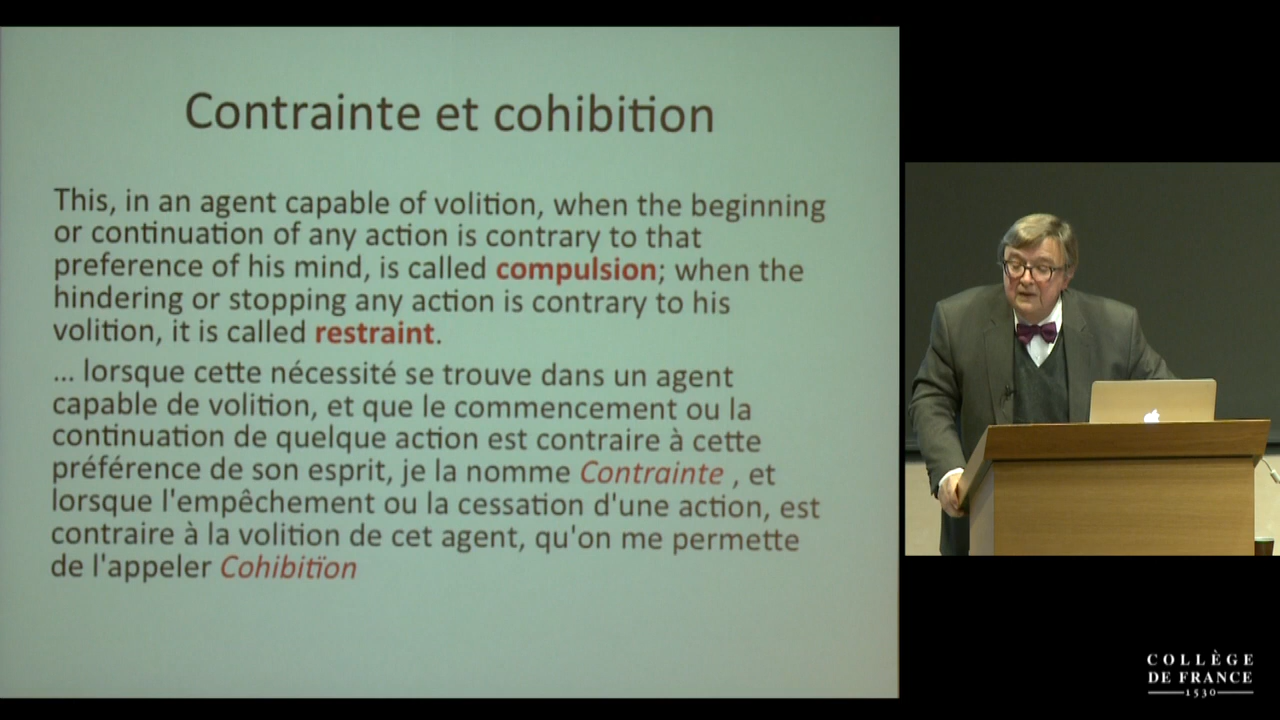 Contrainte et cohibition
This, in an agent capable of volition, when the beginning
or continuation of any action is contrary to that
preference of his mind, is called compulsion; when the
hindering or stopping any action is contrary to his
volition, it is called restraint.
... lorsque cette nécessité se trouve dans un agent
capable de volition, et que le commencement ou la
continuation de quelque action est contraire à cette
préférence de son esprit, je la nomme Contrainte , et
lorsque l'empêchement ou la cessation d'une action, est
contraire à la volition de cet agent, qu'on me permette
de l'appeler Cohibitïon
COLLÈGE
DE FRANCE
1530